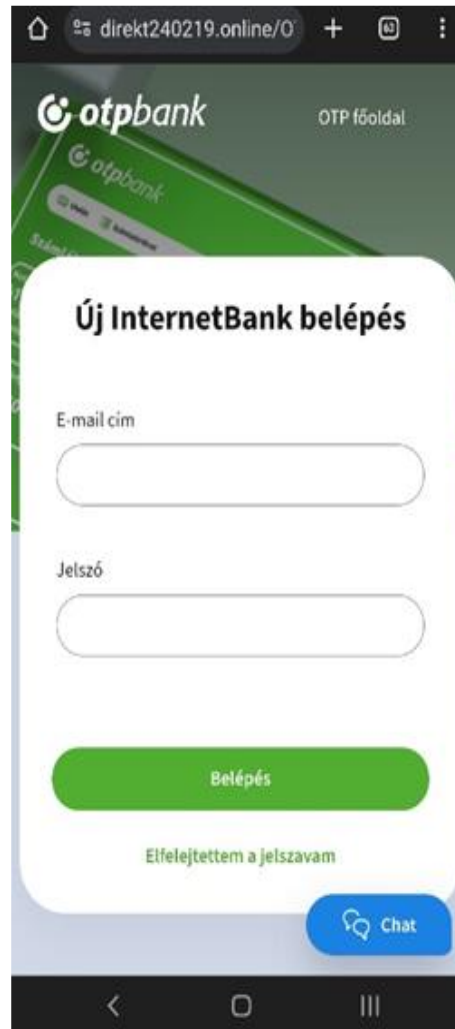 direkt240219.online/O
63
otpbank
OTP főoldal
otpbank
Új InternetBank belépés
E-mail cím
Jelszó
Belépés
Elfelejtettem a jelszavam
Chat